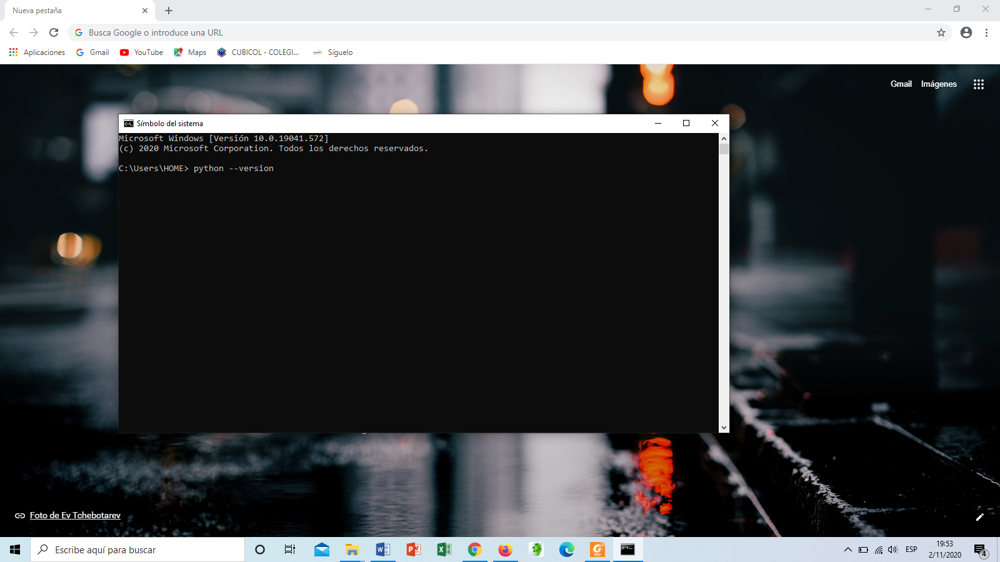 Nueva pestaña
Busca Google o introduce una URL
Aplicaciones
Gmail
YouTube
Maps
CUBICOL - COLEGI...
Síguelo
Gmail
Imágenes
Símbolo del sistema
Microsoft Windows [Versión 10.0.19041.572]
(c) 2020 Microsoft Corporation. Todos los derechos reservados.
C:\Users\HOME> python --version
Foto de Ev Tchebotarev
Escribe aquí para buscar
ESP
19:53
2/11/2020
4